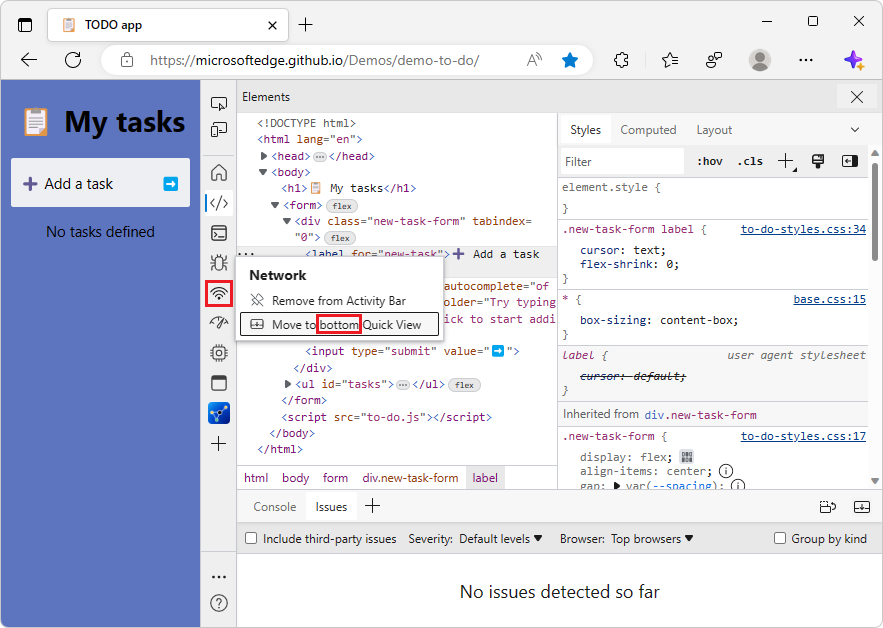 TODO app
https://microsoftedge.github.io/Demos/demo-to-do/
My tasks
Add a task
No tasks defined
Elements
<!DOCTYPE html>
<html lang="en">
<head> </head>
<body>
<h1>📋 My tasks</h1>
<form> flex
<div class="new-task-form" tabindex=
"0"> flex
<label for="new-task">➕ Add a task
autocomplete="of
older="Try typing
ick to start addi
<input type="submit" value="➡️">
</div>
<ul id="tasks"> </ul> flex
</form>
<script src="to-do.js"></script>
</body>
</html>
Network
Remove from Activity Bar
Move to bottom Quick View
html body form div.new-task-form label
Styles Computed Layout
Filter :hov .cls
element.style {
}
.new-task-form label { to-do-styles.css:34
cursor: text;
flex-shrink: 0;
}
* { base.css:15
box-sizing: content-box;
}
label { user agent stylesheet
cursor: default;
}
Inherited from div.new-task-form
.new-task-form { to-do-styles.css:17
display: flex;
align-items: center;
gap: var(--spacing);
Console Issues
Include third-party issues Severity: Default levels Browser: Top browsers Group by kind
No issues detected so far